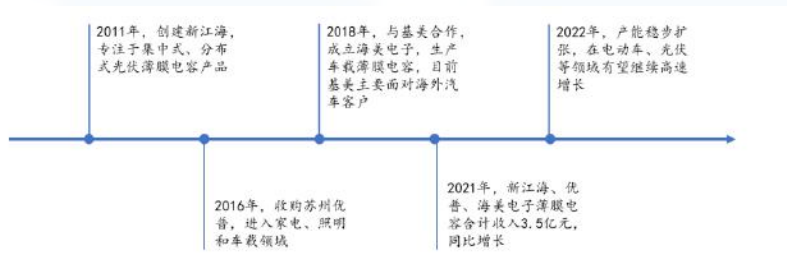 2011年，创建新江海，
专注于集中式、分布
式光伏薄膜电容产品
2016年，收购苏州优
普，进入家电、照明
和车载领域
2018年，与基美合作，
成立海美电子，生产
车载薄膜电容，目前
基美主要面对海外汽
车客户
2021年，新江海、优
普、海美电子薄膜电
容合计收入3.5亿元，
同比增长
2022年，产能稳步扩
张，在电动车、光伏
等领域有望继续高速
增长